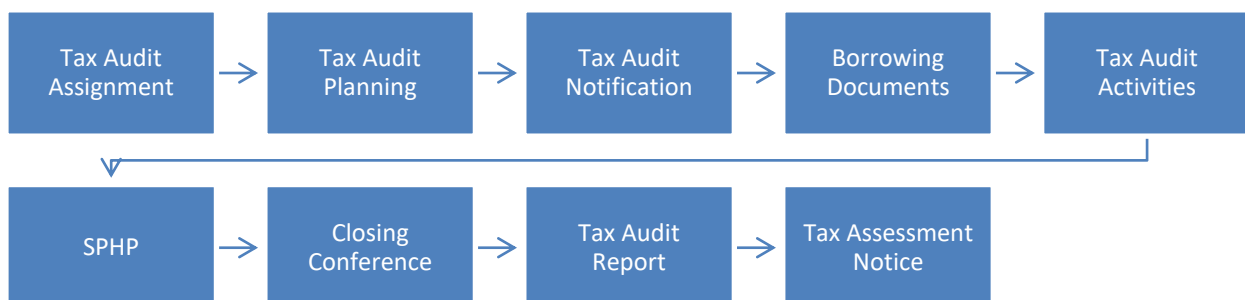 Tax Audit
Assignment
Tax Audit
Planning
Tax Audit
Notification
Borrowing
Documents
Tax Audit
Activities
SPHP
Closing
Conference
Tax Audit
Report
Tax Assessment
Notice